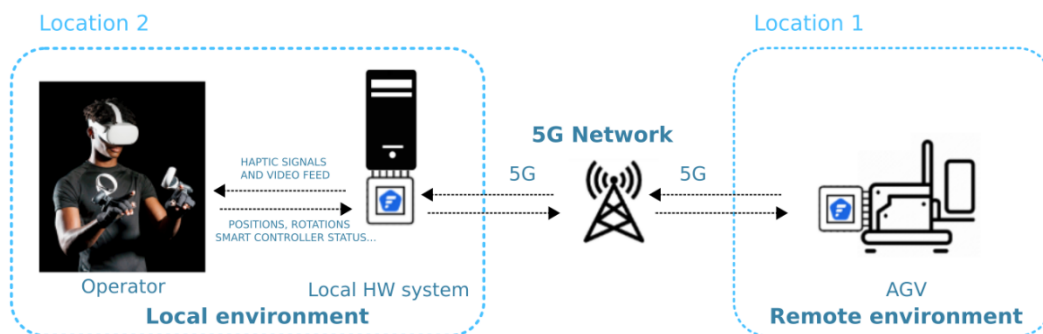 Location 2
Location 1
5G Network
HAPTIC SIGNALS
AND VIDEO FEED
5G
5G
POSITIONS, ROTATIONS
SMART CONTROLLER STATUS...
Operator
Local HW system
AGV
Local environment
Remote environment